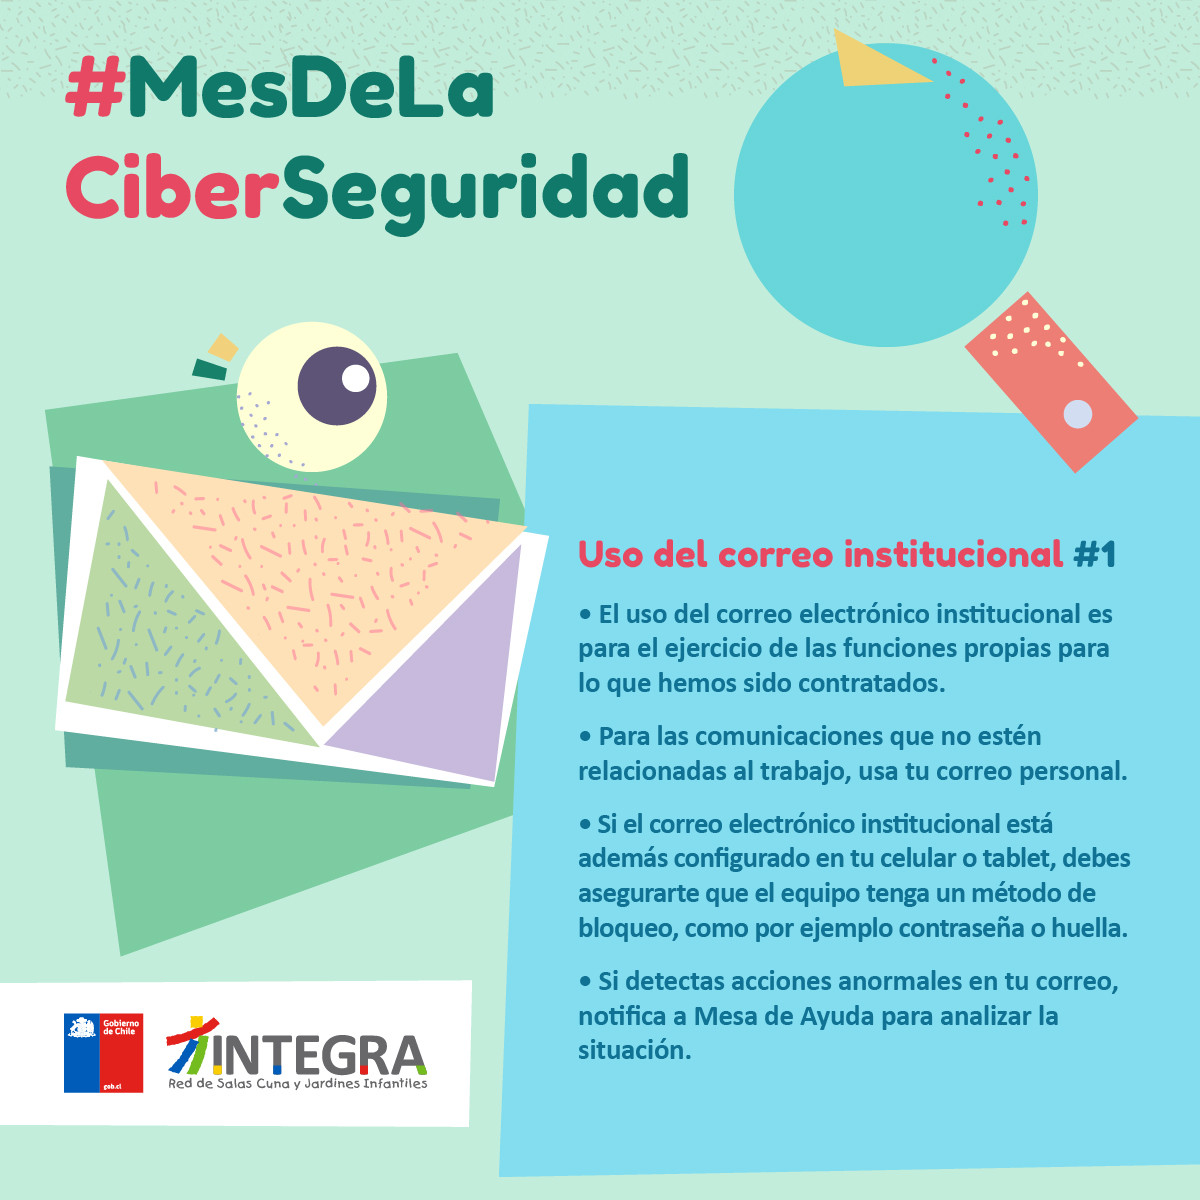 #MesDeLa
CiberSeguridad
Uso del correo institucional #1
• El uso del correo electrónico institucional es
para el ejercicio de las funciones propias para
lo que hemos sido contratados.
• Para las comunicaciones que no estén
relacionadas al trabajo, usa tu correo personal.
• Si el correo electrónico institucional está
además configurado en tu celular o tablet, debes
asegurarte que el equipo tenga un método de
bloqueo, como por ejemplo contraseña o huella.
• Si detectas acciones anormales en tu correo,
notifica a Mesa de Ayuda para analizar la
situación.
Gobierno
de Chile
gob.cl
INTEGRA
Red de Salas Cuna y Jardines Infantiles